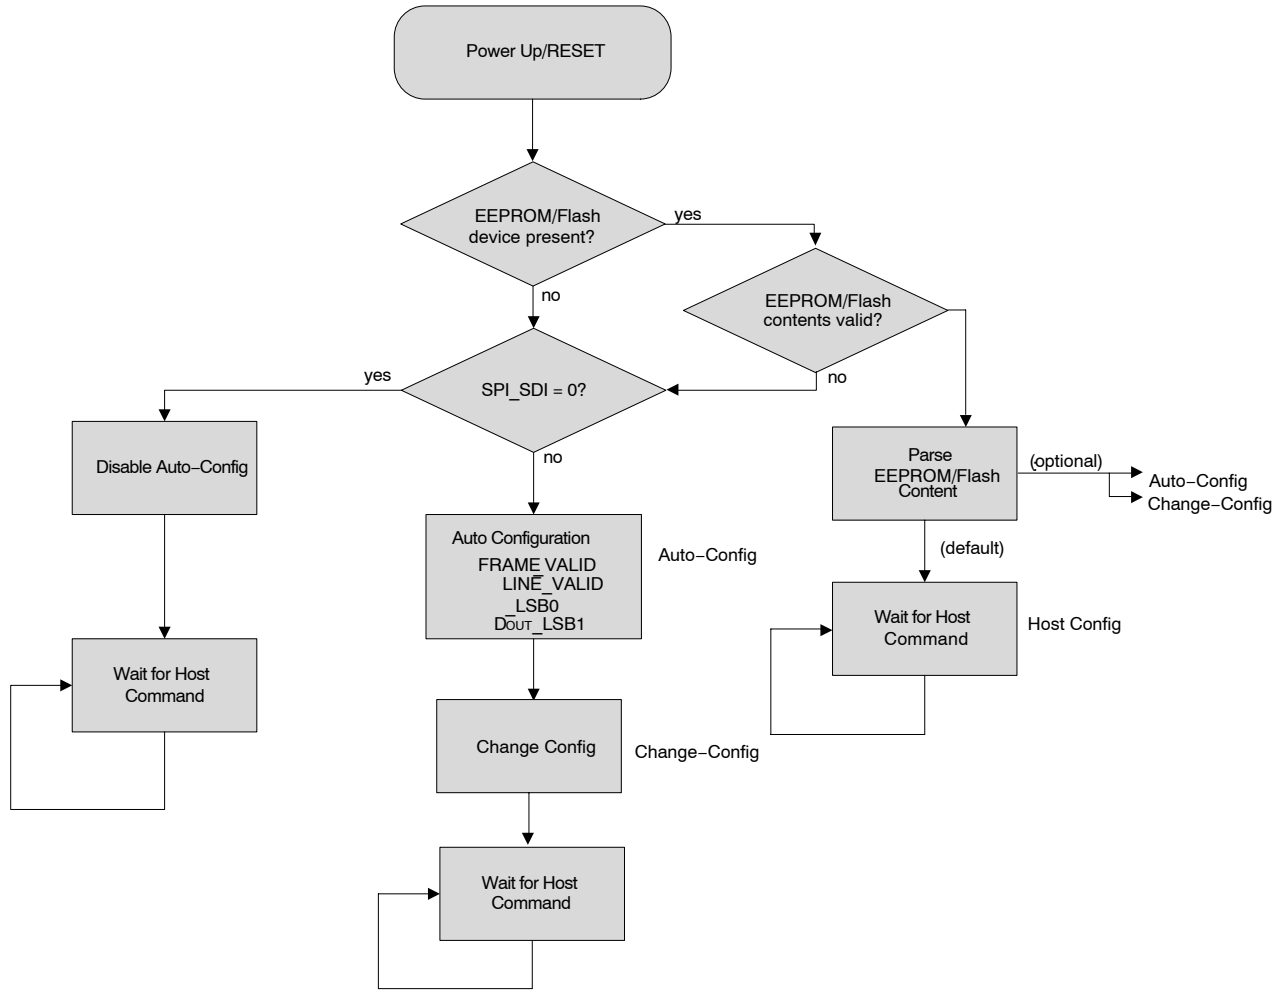 Power Up/RESET
EEPROM/Flash
device present?
yes
no
EEPROM/Flash
contents valid?
no
SPI_SDI = 0?
yes
no
Disable Auto−Config
Wait for Host
Command
Auto Configuration
FRAME_VALID
LINE_VALID
_LSB0
DOUT_LSB1
Auto−Config
Change Config
Change−Config
Wait for Host
Command
Parse
EEPROM/Flash
Content
(optional)
Auto−Config
Change−Config
(default)
Wait for Host
Command
Host Config